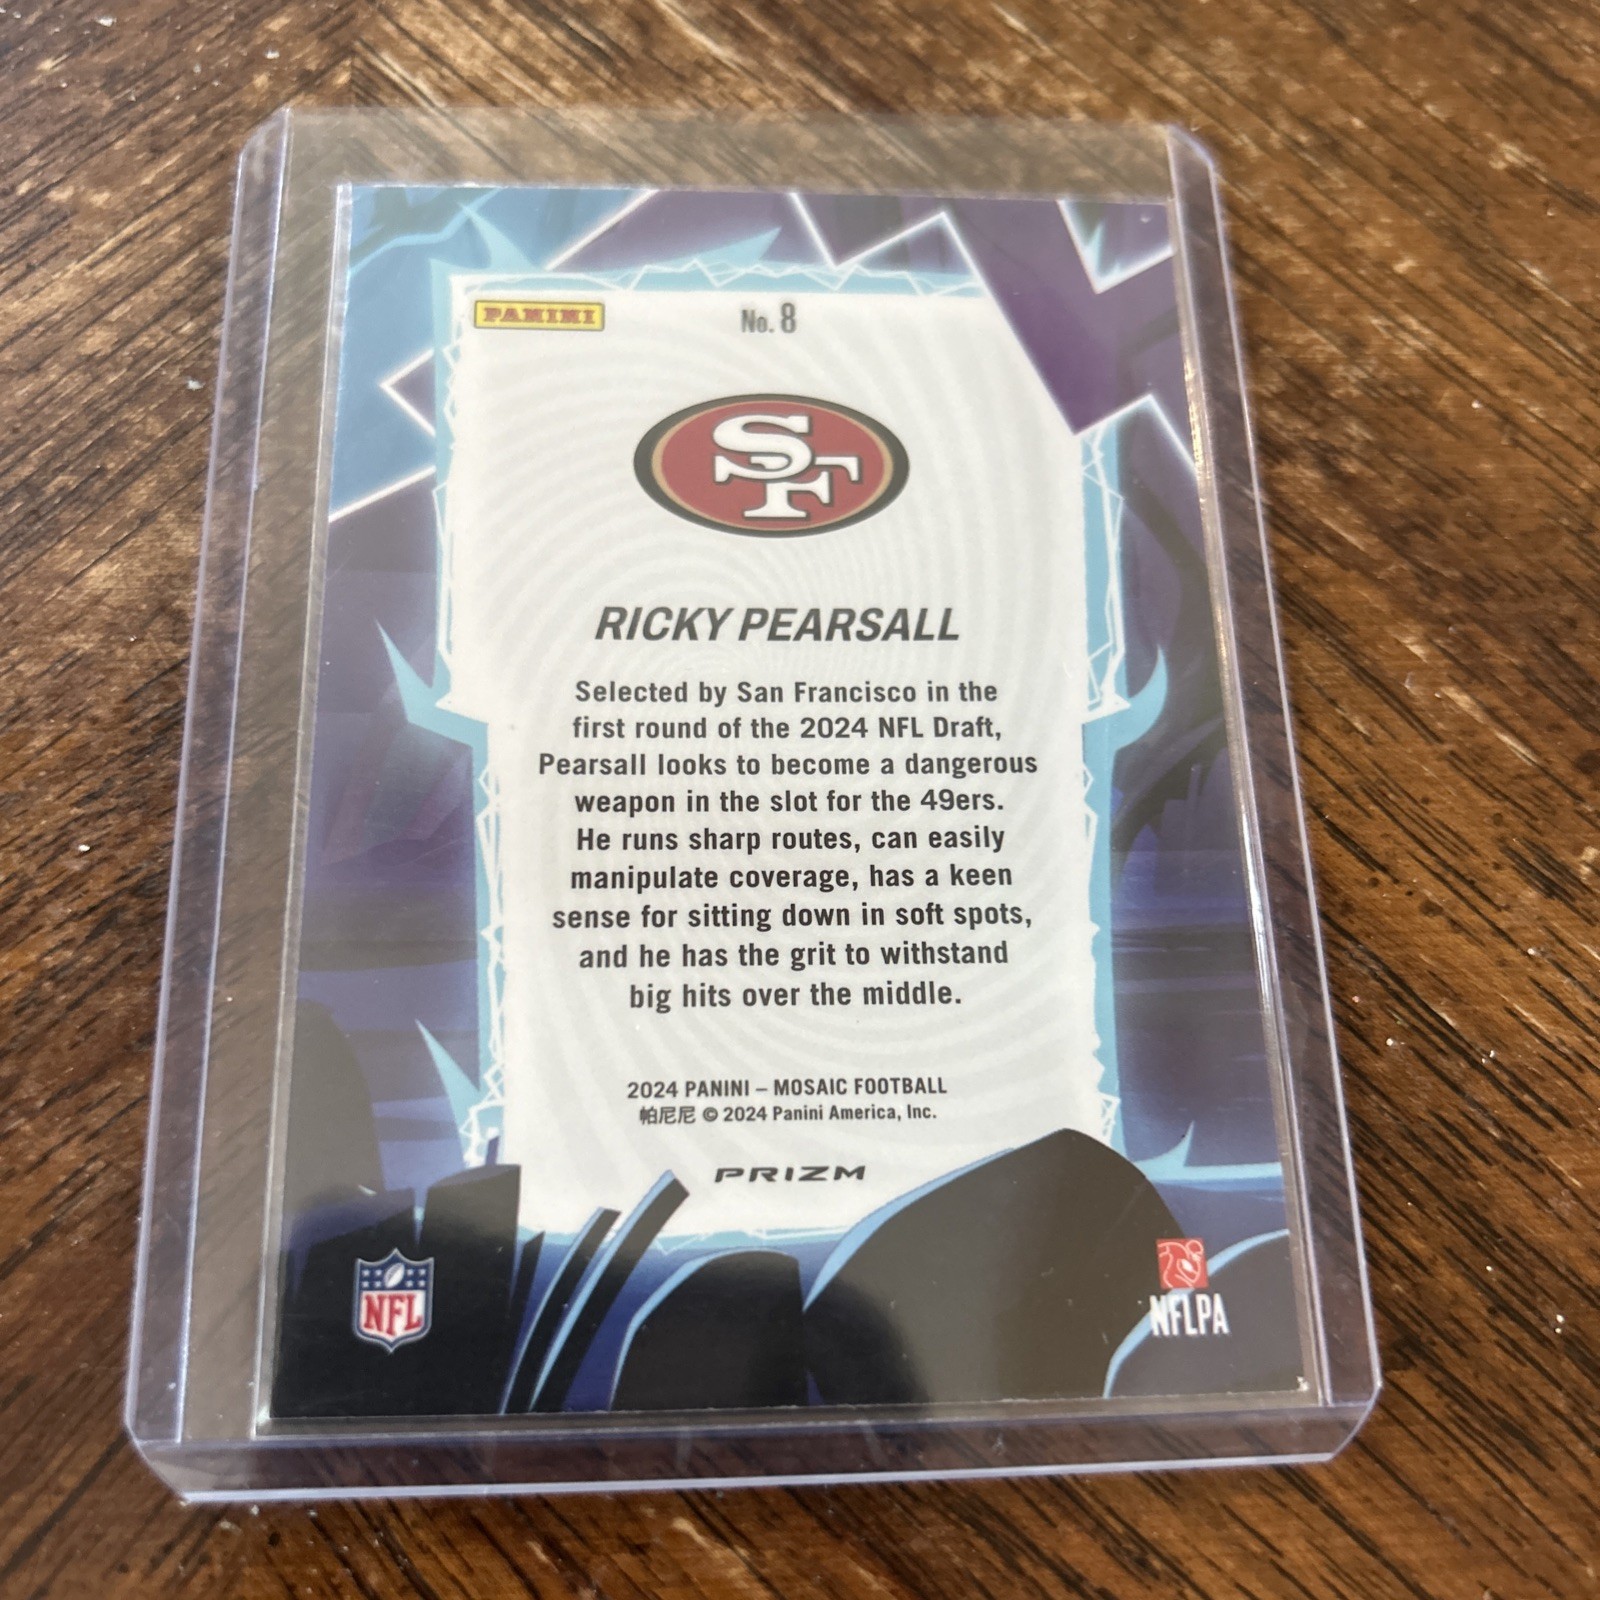 PANINI
No. 8
SF
RICKY PEARSALL
Selected by San Francisco in the
first round of the 2024 NFL Draft,
Pearsall looks to become a dangerous
weapon in the slot for the 49ers.
He runs sharp routes, can easily
manipulate coverage, has a keen
sense for sitting down in soft spots,
and he has the grit to withstand
big hits over the middle.
2024 PANINI – MOSAIC FOOTBALL
帕尼尼 © 2024 Panini America, Inc.
PRIZM
NFL
NFLPA